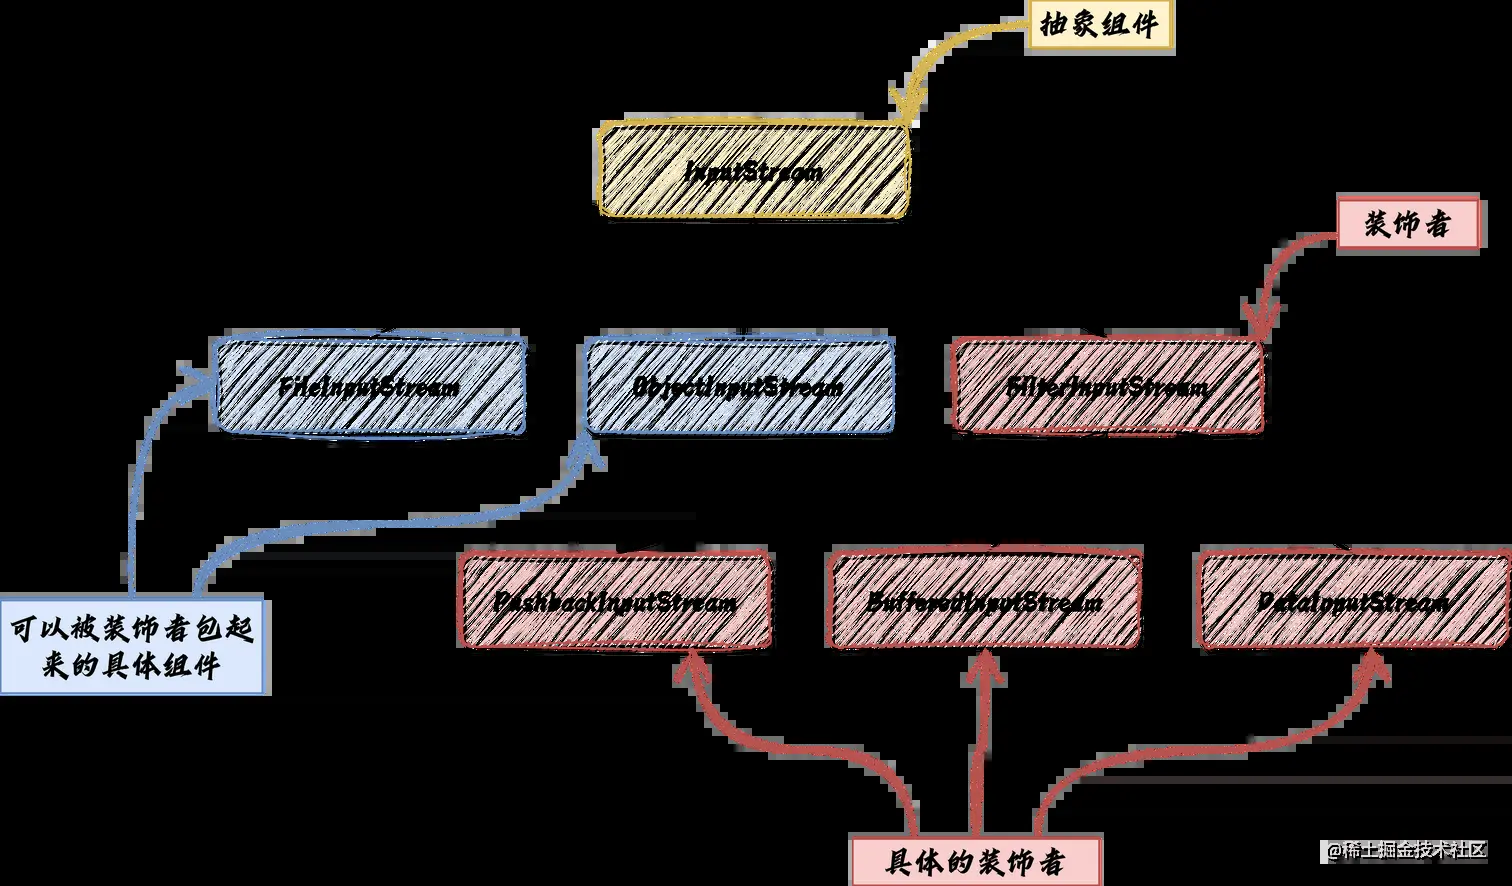 抽象组件
InputStream
装饰者
FileInputStream
ObjectInputStream
FilterInputStream
PushbackInputStream
BufferedInputStream
DataInputStream
可以被装饰者包起
来的具体组件
具体的装饰者
@稀土掘金技术社区